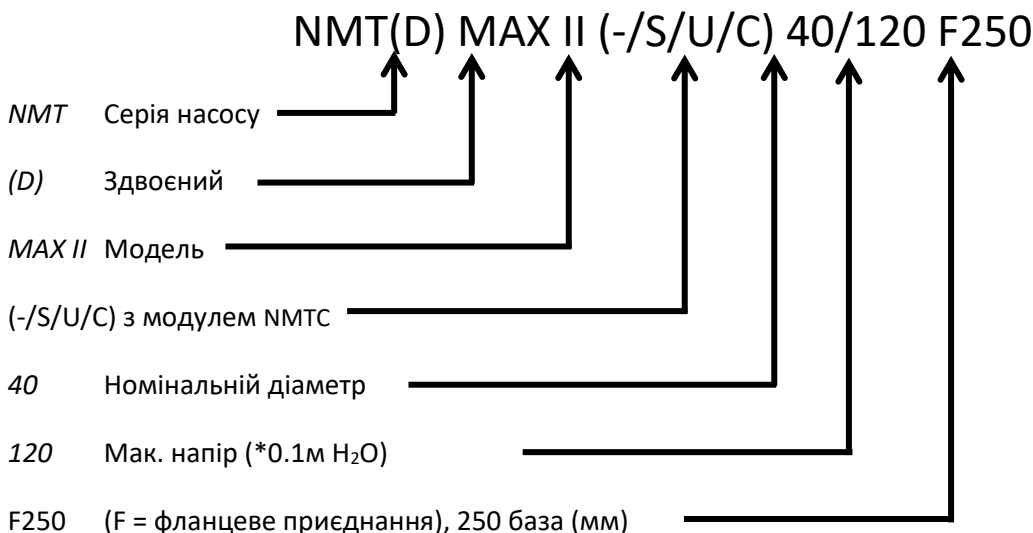 NMT(D) MAX II (-/S/U/C) 40/120 F250
NMT Серія насосу
(D) Здвоєний
MAX II Модель
(-/S/U/C) з модулем NMTC
40 Номінальній діаметр
120 Мак. напір (*0.1м H₂O)
F250 (F = фланцеве приєднання), 250 база (мм)